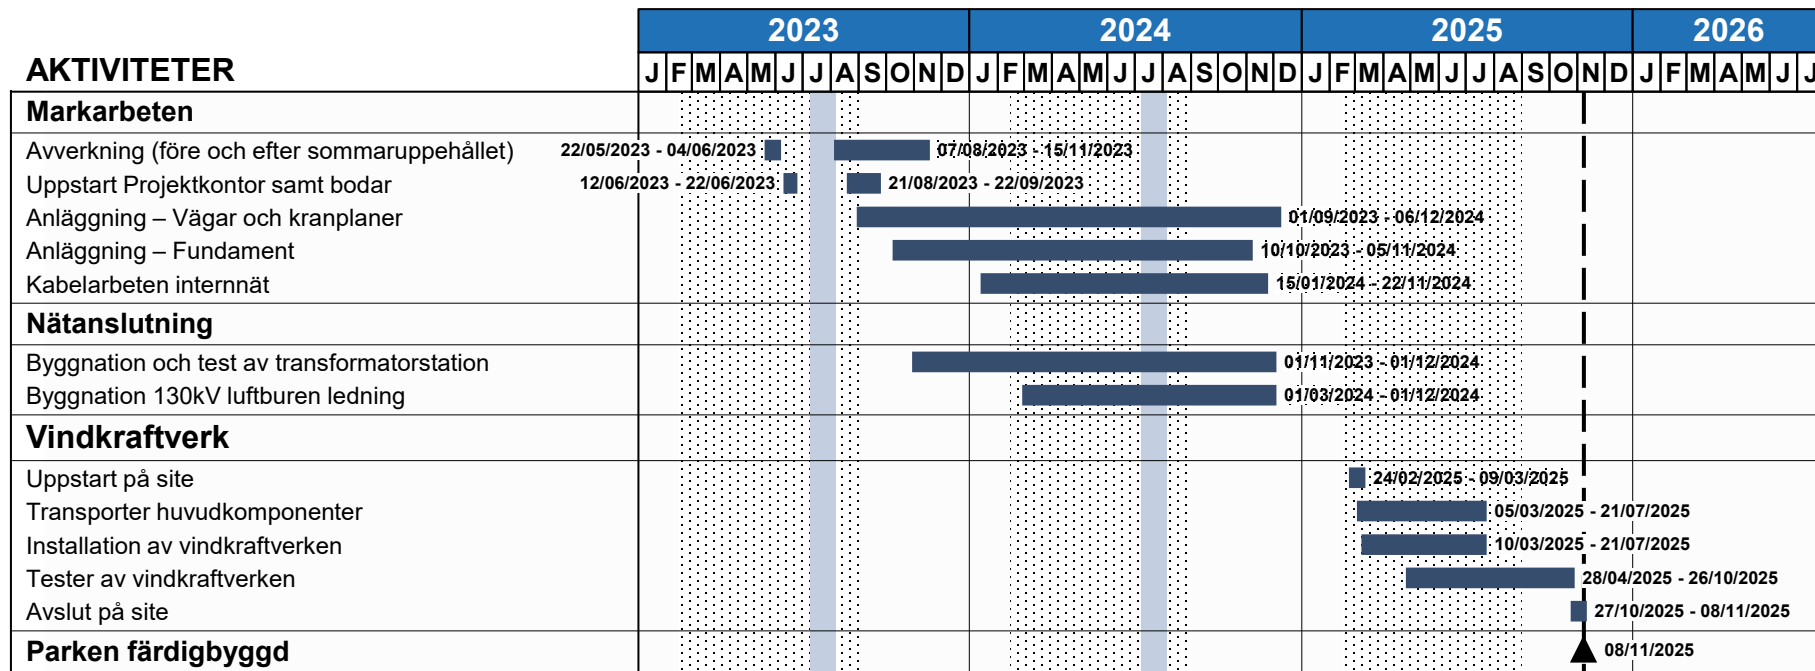 2023 2024 2025 2026
AKTIVITETER J F M A M J J A S O N D J F M A M J J A S O N D J F M A M J J A S O N D J F M A M J J
Markarbeten
Avverkning (före och efter sommaruppehållet) 22/05/2023 - 04/06/2023 07/08/2023 - 15/11/2023
Uppstart Projektkontor samt bodar 12/06/2023 - 22/06/2023 21/08/2023 - 22/09/2023
Anläggning – Vägar och kranplaner 01/09/2023 - 06/12/2024
Anläggning – Fundament 10/10/2023 - 05/11/2024
Kabelarbeten internnät 15/01/2024 - 22/11/2024
Nätanslutning
Byggnation och test av transformatorstation 01/11/2023 - 01/12/2024
Byggnation 130kV luftburen ledning 01/03/2024 - 01/12/2024
Vindkraftverk
Uppstart på site 24/02/2025 - 09/03/2025
Transporter huvudkomponenter 05/03/2025 - 21/07/2025
Installation av vindkraftverken 10/03/2025 - 21/07/2025
Tester av vindkraftverken 28/04/2025 - 26/10/2025
Avslut på site 27/10/2025 - 08/11/2025
Parken färdigbyggd 08/11/2025